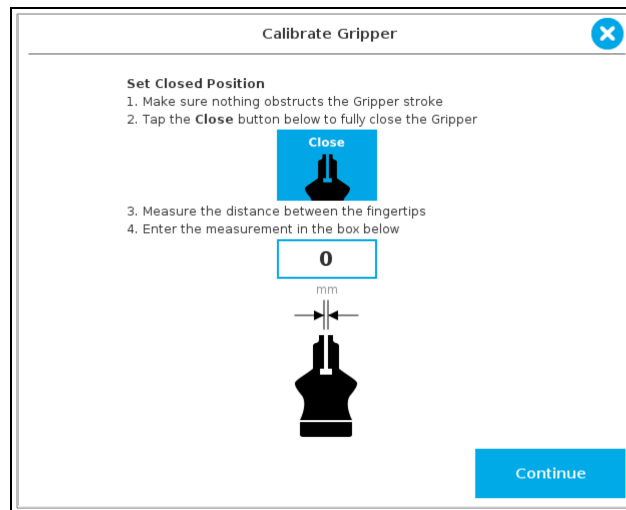 Calibrate Gripper
Set Closed Position
1. Make sure nothing obstructs the Gripper stroke
2. Tap the Close button below to fully close the Gripper
Close
3. Measure the distance between the fingertips
4. Enter the measurement in the box below
0
mm
Continue